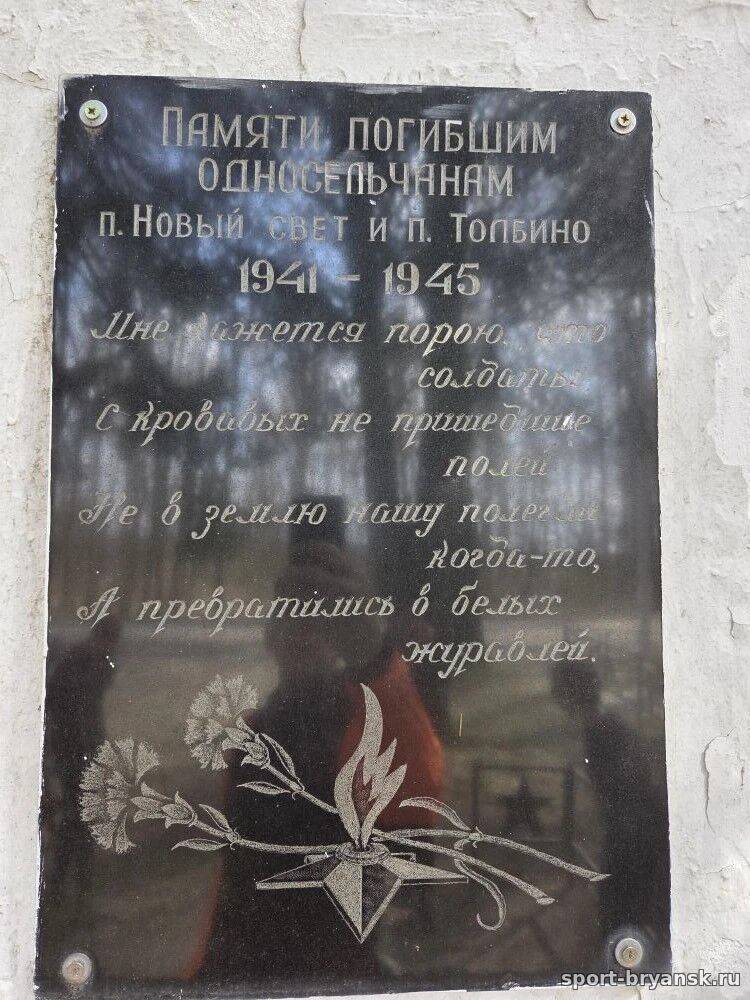 Памяти погибшим
односельчанам
п. Новый свет и п. Толбино
1941 – 1945
Мне кажется порою, что
солдаты
С кровавых не пришедшие
полей
Не в землю нашу полегли
когда-то,
А превратились в белых
журавлей.
sport-bryansk.ru